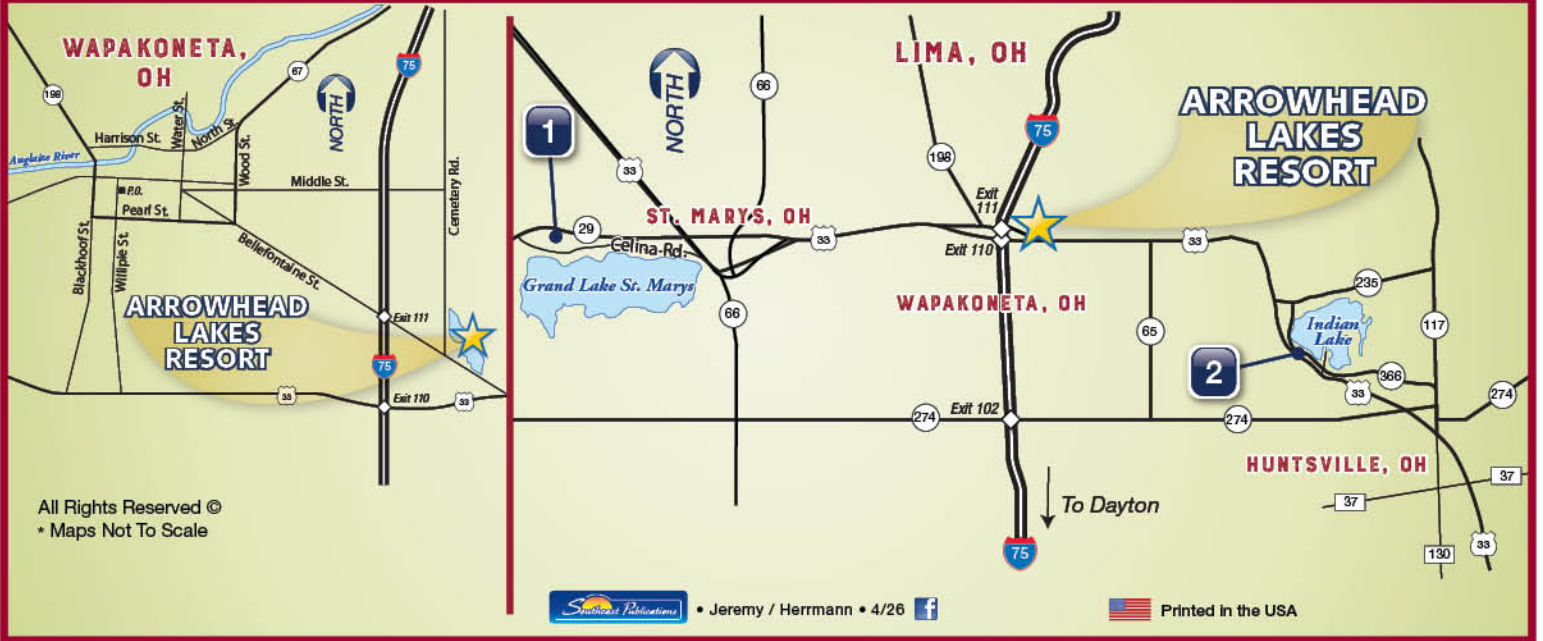 WAPAKONETA,
OH
198
67
75
NORTH
Harrison St.
Water St.
North St.
Wood St.
Auglaize River
P.O.
Middle St.
Cemetery Rd.
Pearl St.
Blackhoof St.
Willipie St.
Bellefontaine St.
ARROWHEAD
LAKES
RESORT
Exit 111
75
33
Exit 110
33
All Rights Reserved ©
* Maps Not To Scale
1
NORTH
66
LIMA, OH
75
ARROWHEAD
LAKES
RESORT
33
198
Exit
111
ST. MARYS, OH
29
Celina Rd.
33
Exit 110
33
Grand Lake St. Marys
WAPAKONETA, OH
66
65
235
Indian
Lake
117
2
366
33
274
Exit 102
274
274
HUNTSVILLE, OH
37
37
To Dayton
75
130
33
Southeast Publications
• Jeremy / Herrmann • 4/26
f
Printed in the USA